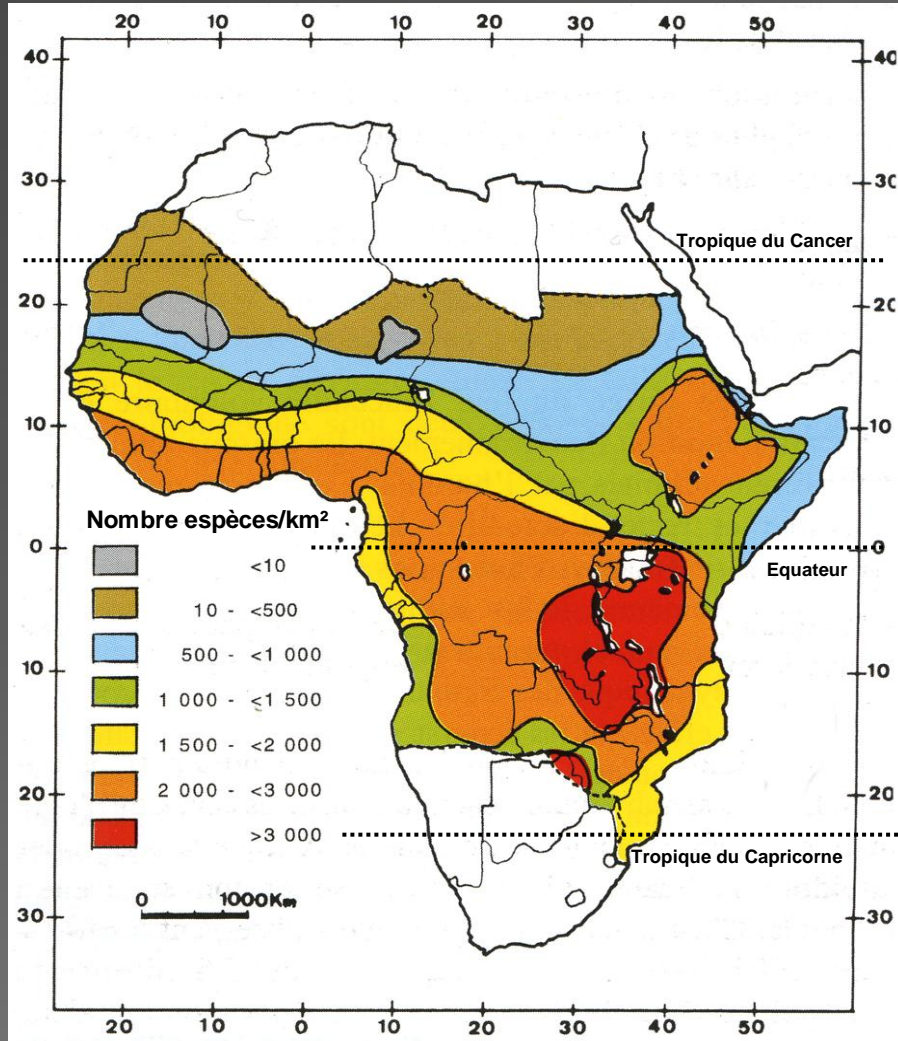 20 10 0 10 20 30 40 50
40 40
30 30
Tropique du Cancer
20 20
10 10
Nombre espèces/km²
0 0
Equateur
<10
10 - <500
500 - <1 000
1 000 - <1 500
10 10
1 500 - <2 000
2 000 - <3 000
20 20
>3 000
Tropique du Capricorne
0 1000Km
30 30
20 10 0 10 20 30 40 50